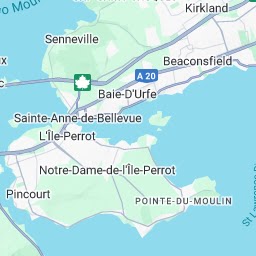 Kirkland
Senneville
Beaconsfield
A 20
Baie-D'Urfe
Sainte-Anne-de-Bellevue
L'Île-Perrot
Notre-Dame-de-l'Île-Perrot
Pincourt
POINTE-DU-MOULIN